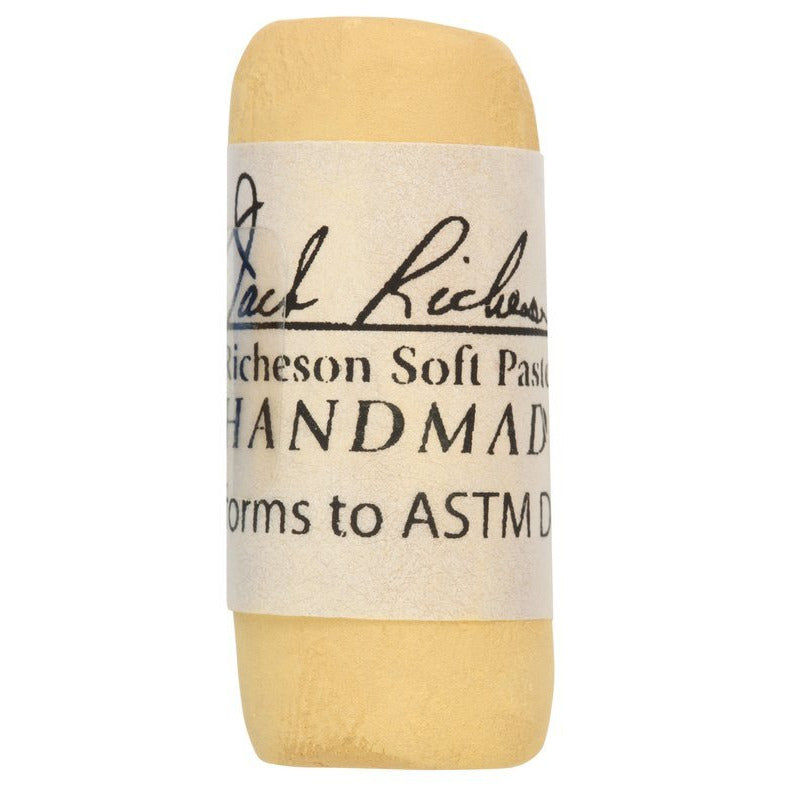 Jack Richeson
Richeson Soft Paste
HANDMAD
forms to ASTM D